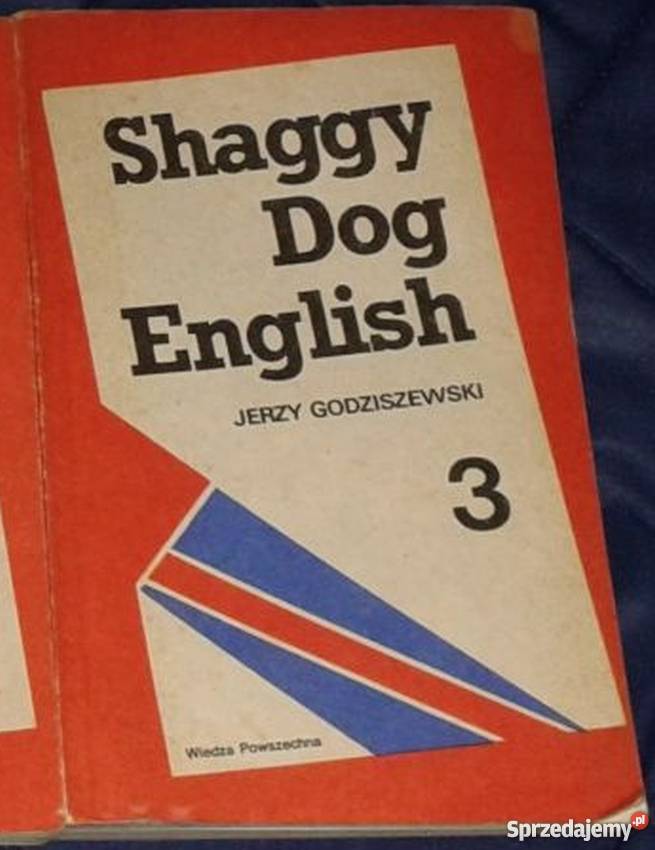 Shaggy
Dog
English
JERZY GODZISZEWSKI
3
Wiedza Powszechna
Sprzedajemy.pl